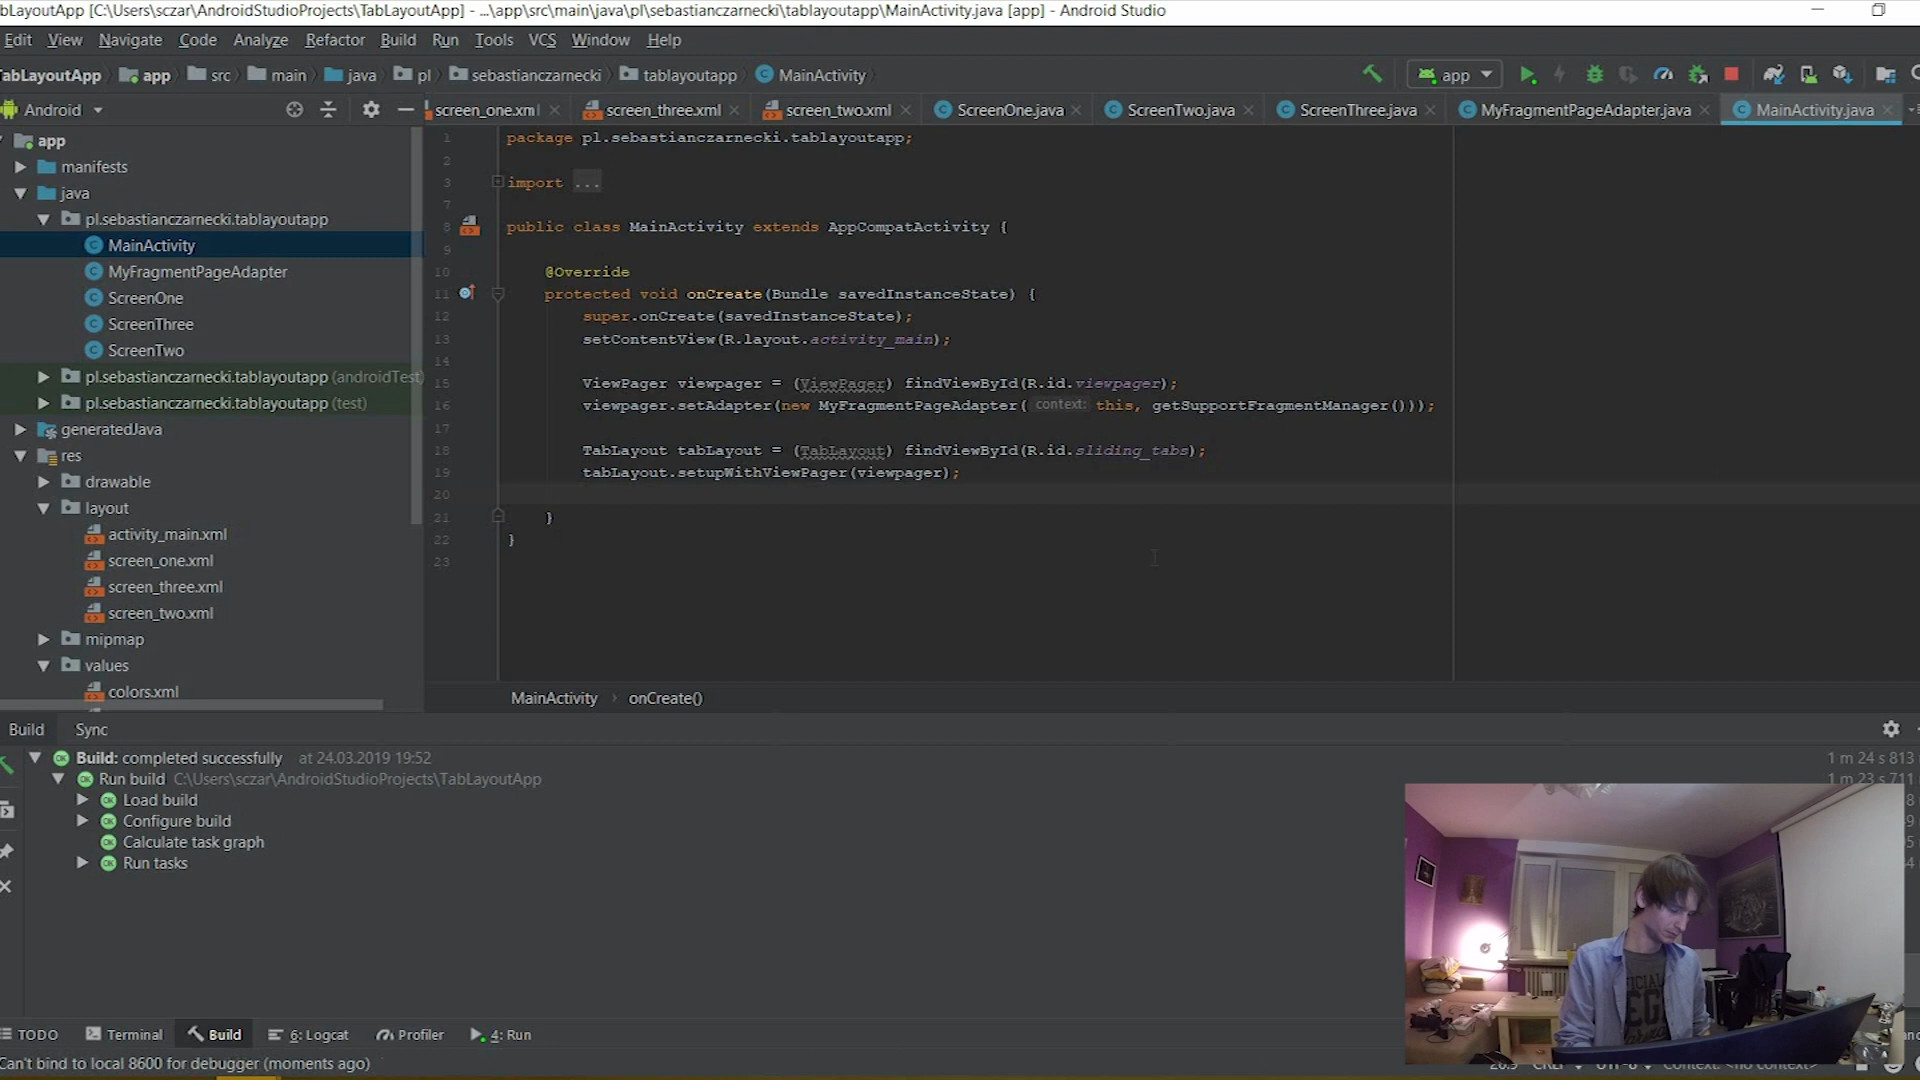 bLayoutApp [C:\Users\sczar\AndroidStudioProjects\TabLayoutApp] - ...\app\src\main\java\pl\sebastianczarnecki\tablayoutapp\MainActivity.java [app] - Android Studio
Edit View Navigate Code Analyze Refactor Build Run Tools VCS Window Help
TabLayoutApp app src main java pl sebastianczarnecki tablayoutapp MainActivity app
Android screen_one.xml screen_three.xml screen_two.xml ScreenOne.java ScreenTwo.java ScreenThree.java MyFragmentPageAdapter.java MainActivity.java
app
manifests
java
pl.sebastianczarnecki.tablayoutapp
MainActivity
MyFragmentPageAdapter
ScreenOne
ScreenThree
ScreenTwo
pl.sebastianczarnecki.tablayoutapp (androidTest)
pl.sebastianczarnecki.tablayoutapp (test)
generatedJava
res
drawable
layout
activity_main.xml
screen_one.xml
screen_three.xml
screen_two.xml
mipmap
values
colors.xml
1 package pl.sebastianczarnecki.tablayoutapp;
2
3 import ...
7
8 public class MainActivity extends AppCompatActivity {
9
10 @Override
11 protected void onCreate(Bundle savedInstanceState) {
12 super.onCreate(savedInstanceState);
13 setContentView(R.layout.activity_main);
14
15 ViewPager viewpager = (ViewPager) findViewById(R.id.viewpager);
16 viewpager.setAdapter(new MyFragmentPageAdapter( context: this, getSupportFragmentManager()));
17
18 TabLayout tabLayout = (TabLayout) findViewById(R.id.sliding_tabs);
19 tabLayout.setupWithViewPager(viewpager);
20
21 }
22 }
23
MainActivity › onCreate()
Build Sync
Build: completed successfully at 24.03.2019 19:52 1 m 24 s 813
Run build C:\Users\sczar\AndroidStudioProjects\TabLayoutApp 1 m 23 s 711
Load build
Configure build
Calculate task graph
Run tasks
TODO Terminal Build 6: Logcat Profiler 4: Run
Can't bind to local 8600 for debugger (moments ago)